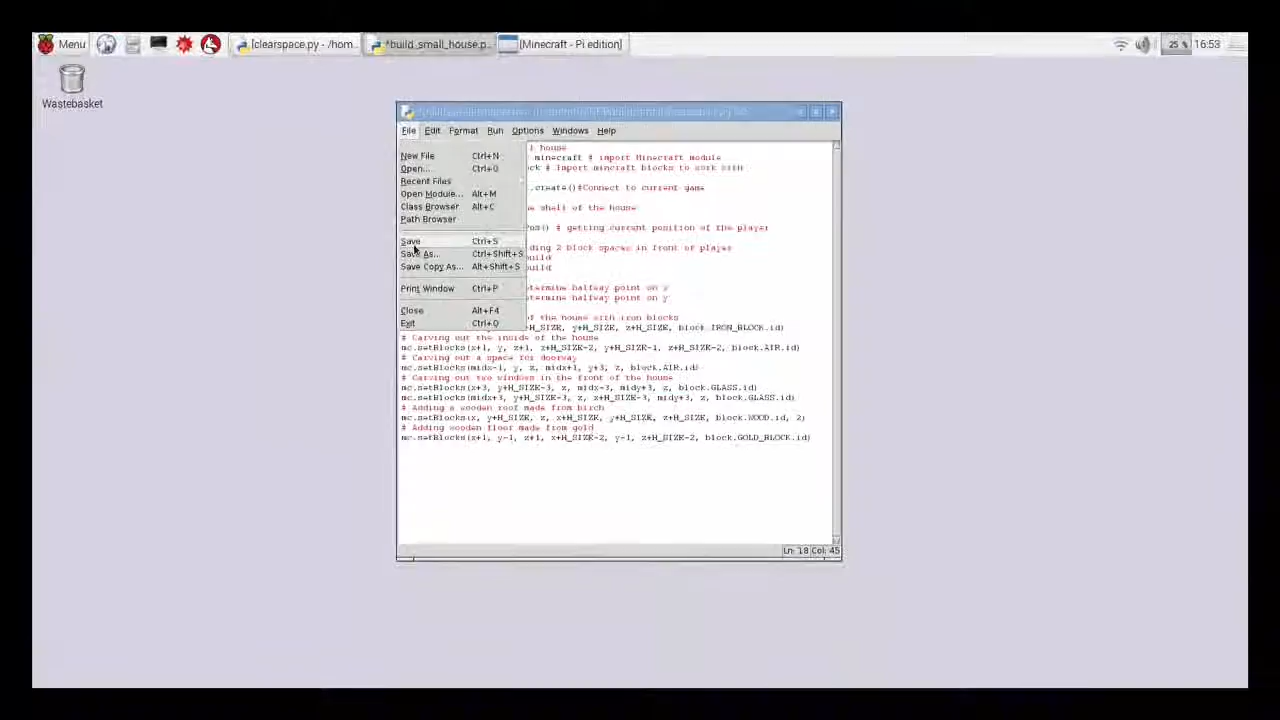 Menu
[clearspace.py - /hom...
*build_small_house.p...
[Minecraft - Pi edition]
25 %
16:53
Wastebasket
File Edit Format Run Options Windows Help
New File Ctrl+N
Open... Ctrl+O
Recent Files
Open Module... Alt+M
Class Browser Alt+C
Path Browser
Save Ctrl+S
Save As... Ctrl+Shift+S
Save Copy As... Alt+Shift+S
Print Window Ctrl+P
Close Alt+F4
Exit Ctrl+Q
house
minecraft # import Minecraft module
ck # Import mincraft blocks to work with
.create()#Connect to current game
e shell of the house
Pos() # getting current position of the player
ding 2 block spaces in front of player
build
build
termine halfway point on x
termine halfway point on y
of the house with iron blocks
+H_SIZE, y+H_SIZE, z+H_SIZE, block.IRON_BLOCK.id)
# Carving out the inside of the house
mc.setBlocks(x+1, y, z+1, x+H_SIZE-2, y+H_SIZE-1, z+H_SIZE-2, block.AIR.id)
# Carving out a space for doorway
mc.setBlocks(midx-1, y, z, midx+1, y+3, z, block.AIR.id)
# Carving out two windows in the front of the house
mc.setBlocks(x+3, y+H_SIZE-3, z, midx-3, midy+3, z, block.GLASS.id)
mc.setBlocks(midx+3, y+H_SIZE-3, z, x+H_SIZE-3, midy+3, z, block.GLASS.id)
# Adding a wooden roof made from birch
mc.setBlocks(x, y+H_SIZE, z, x+H_SIZE, y+H_SIZE, z+H_SIZE, block.WOOD.id, 2)
# Adding wooden floor made from gold
mc.setBlocks(x+1, y-1, z+1, x+H_SIZE-2, y-1, z+H_SIZE-2, block.GOLD_BLOCK.id)
Ln: 18 Col: 45